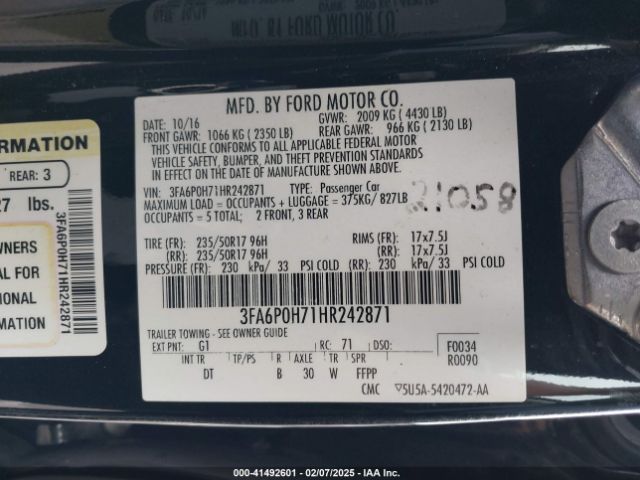 MFD. BY FORD MOTOR CO.
DATE: 10/16 GVWR: 2009 KG ( 4430 LB)
FRONT GAWR: 1066 KG ( 2350 LB) REAR GAWR: 966 KG ( 2130 LB)
THIS VEHICLE CONFORMS TO ALL APPLICABLE FEDERAL MOTOR
VEHICLE SAFETY, BUMPER, AND THEFT PREVENTION STANDARDS
IN EFFECT ON THE DATE OF MANUFACTURE SHOWN ABOVE.
VIN: 3FA6P0H71HR242871 TYPE: Passenger Car
MAXIMUM LOAD = OCCUPANTS + LUGGAGE = 375KG/ 827LB
OCCUPANTS = 5 TOTAL; 2 FRONT, 3 REAR
21058
TIRE (FR): 235/50R17 96H RIMS (FR): 17x7.5J
(RR): 235/50R17 96H (RR): 17x7.5J
PRESSURE (FR): 230 kPa/ 33 PSI COLD (RR): 230 kPa/ 33 PSI COLD
3FA6P0H71HR242871
TRAILER TOWING - SEE OWNER GUIDE
EXT PNT: G1 RC: 71 DSO: F0034
INT TR TP/PS R AXLE TR SPR R0090
DT B 30 W FFPP
CMC 5U5A-5420472-AA
ORMATION
REAR: 3
27 lbs.
OWNERS
AL FOR
IONAL
RMATION
3FA6P0H71HR242871
000-41492601 - 02/07/2025 - IAA Inc.